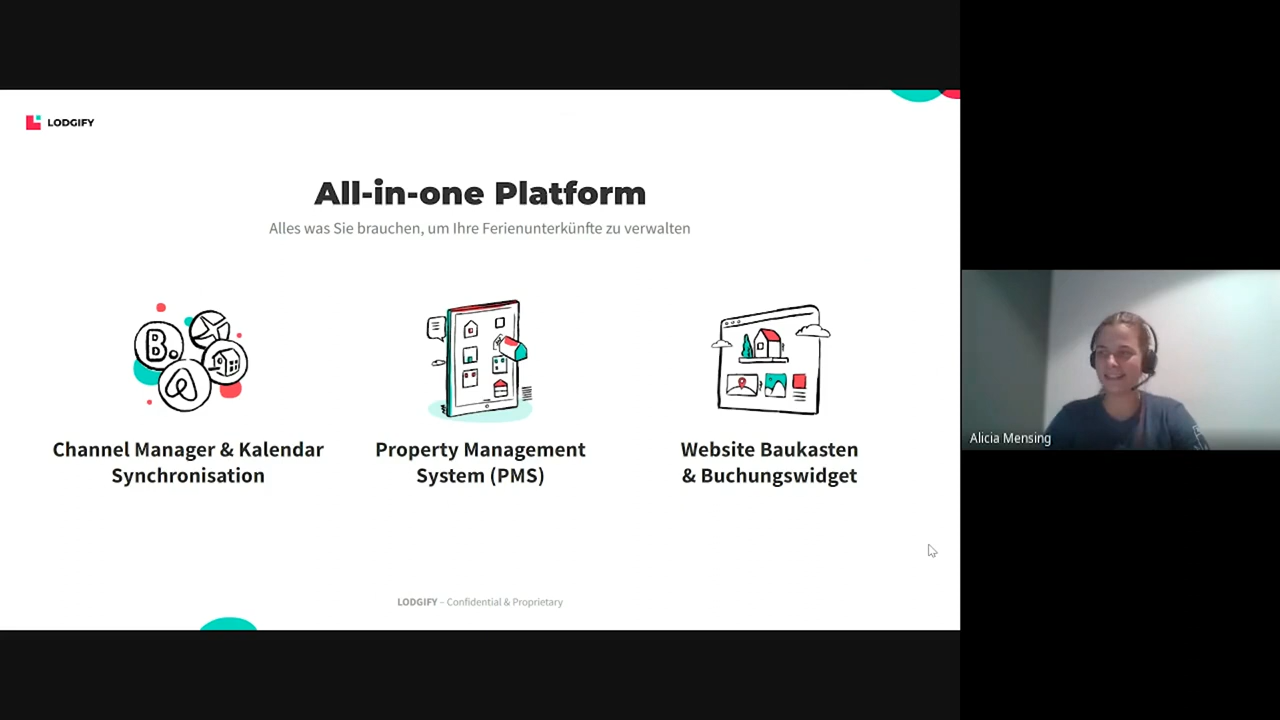 LODGIFY
All-in-one Platform
Alles was Sie brauchen, um Ihre Ferienunterkünfte zu verwalten
B.
Channel Manager & Kalendar
Synchronisation
Property Management
System (PMS)
Website Baukasten
& Buchungswidget
LODGIFY – Confidential & Proprietary
Alicia Mensing